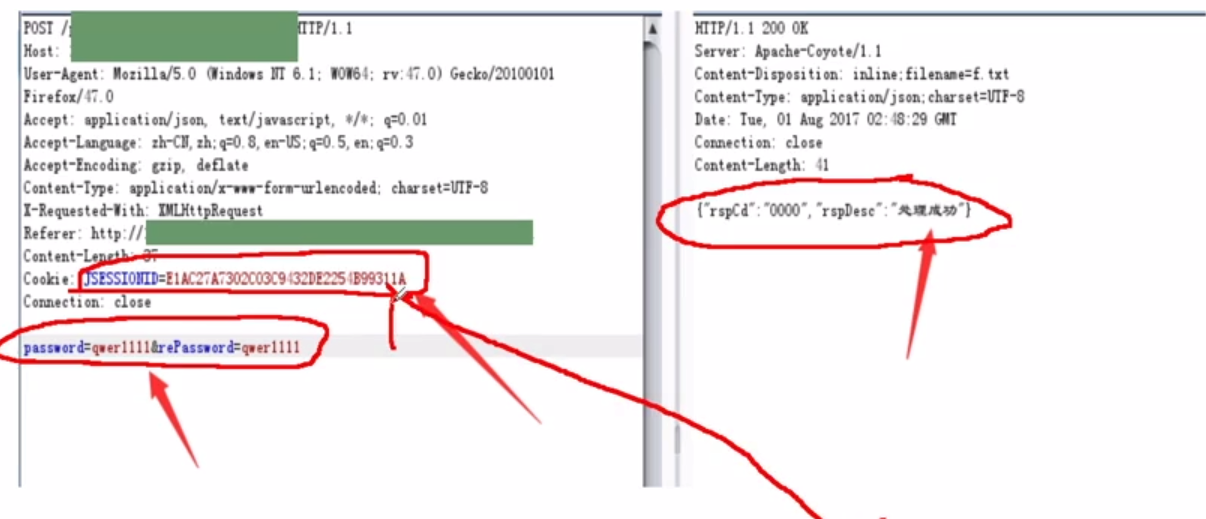 POST /
HTTP/1.1
Host:
User-Agent: Mozilla/5.0 (Windows NT 6.1; WOW64; rv:47.0) Gecko/20100101
Firefox/47.0
Accept: application/json, text/javascript, */*; q=0.01
Accept-Language: zh-CN,zh;q=0.8,en-US;q=0.5,en;q=0.3
Accept-Encoding: gzip, deflate
Content-Type: application/x-www-form-urlencoded; charset=UTF-8
X-Requested-With: XMLHttpRequest
Referer: http://
Content-Length: 37
Cookie: JSESSIONID=E1AC27A7302C03C9432DE2254B99311A
Connection: close
password=qwer1111&rePassword=qwer1111
HTTP/1.1 200 OK
Server: Apache-Coyote/1.1
Content-Disposition: inline;filename=f.txt
Content-Type: application/json;charset=UTF-8
Date: Tue, 01 Aug 2017 02:48:29 GMT
Connection: close
Content-Length: 41
{"rspCd":"0000","rspDesc":"处理成功"}